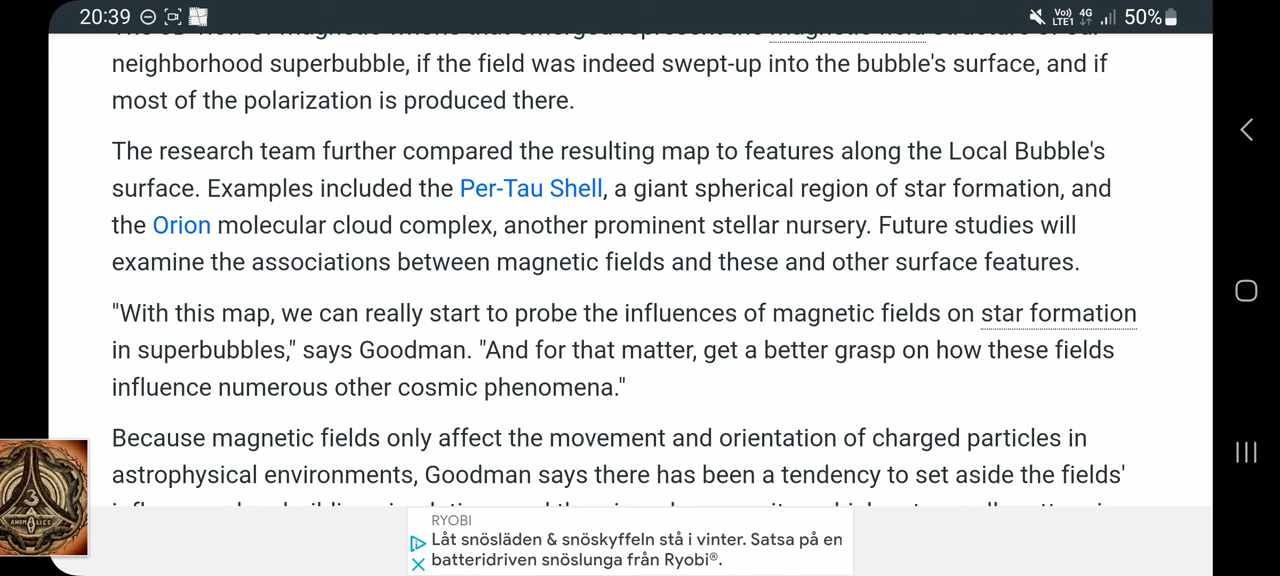 20:39 Vo)) 4G LTE1 50%
neighborhood superbubble, if the field was indeed swept-up into the bubble's surface, and if
most of the polarization is produced there.
The research team further compared the resulting map to features along the Local Bubble's
surface. Examples included the Per-Tau Shell, a giant spherical region of star formation, and
the Orion molecular cloud complex, another prominent stellar nursery. Future studies will
examine the associations between magnetic fields and these and other surface features.
"With this map, we can really start to probe the influences of magnetic fields on star formation
in superbubbles," says Goodman. "And for that matter, get a better grasp on how these fields
influence numerous other cosmic phenomena."
Because magnetic fields only affect the movement and orientation of charged particles in
astrophysical environments, Goodman says there has been a tendency to set aside the fields'
3
ANOMALIES
RYOBI
Låt snösläden & snöskyffeln stå i vinter. Satsa på en
batteridriven snöslunga från Ryobi®.